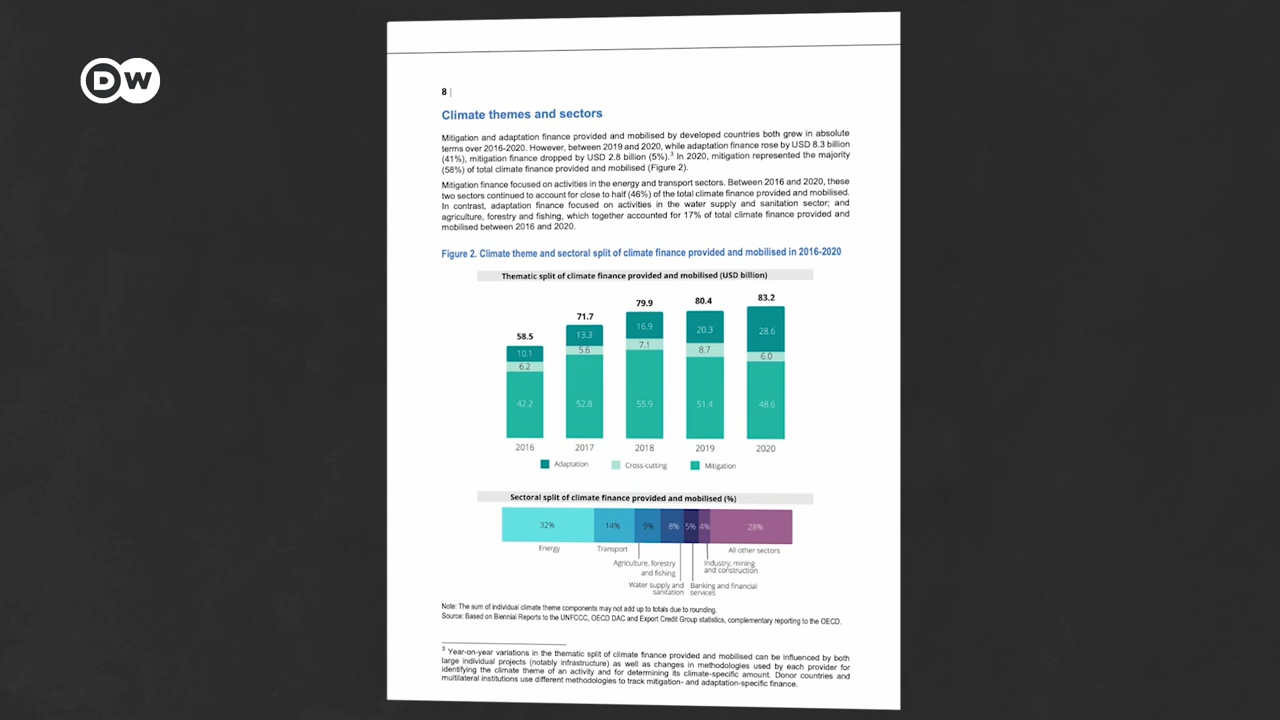 DW
8 |
Climate themes and sectors
Mitigation and adaptation finance provided and mobilised by developed countries both grew in absolute
terms over 2016-2020. However, between 2019 and 2020, while adaptation finance rose by USD 8.3 billion
(41%), mitigation finance dropped by USD 2.8 billion (5%).³ In 2020, mitigation represented the majority
(58%) of total climate finance provided and mobilised (Figure 2).
Mitigation finance focused on activities in the energy and transport sectors. Between 2016 and 2020, these
two sectors continued to account for close to half (46%) of the total climate finance provided and mobilised.
In contrast, adaptation finance focused on activities in the water supply and sanitation sector; and
agriculture, forestry and fishing, which together accounted for 17% of total climate finance provided and
mobilised between 2016 and 2020.
Figure 2. Climate theme and sectoral split of climate finance provided and mobilised in 2016-2020
Thematic split of climate finance provided and mobilised (USD billion)
58.5 71.7 79.9 80.4 83.2
10.1 13.3 16.9 20.3 28.6
6.2 5.6 7.1 8.7 6.0
42.2 52.8 55.9 51.4 48.6
2016 2017 2018 2019 2020
Adaptation Cross-cutting Mitigation
Sectoral split of climate finance provided and mobilised (%)
32% 14% 9% 8% 5% 4% 28%
Energy Transport All other sectors
Agriculture, forestry
and fishing
Industry, mining
and construction
Water supply and
sanitation
Banking and financial
services
Note: The sum of individual climate theme components may not add up to totals due to rounding.
Source: Based on Biennial Reports to the UNFCCC, OECD DAC and Export Credit Group statistics, complementary reporting to the OECD.
³ Year-on-year variations in the thematic split of climate finance provided and mobilised can be influenced by both
large individual projects (notably infrastructure) as well as changes in methodologies used by each provider for
identifying the climate theme of an activity and for determining its climate-specific amount. Donor countries and
multilateral institutions use different methodologies to track mitigation- and adaptation-specific finance.